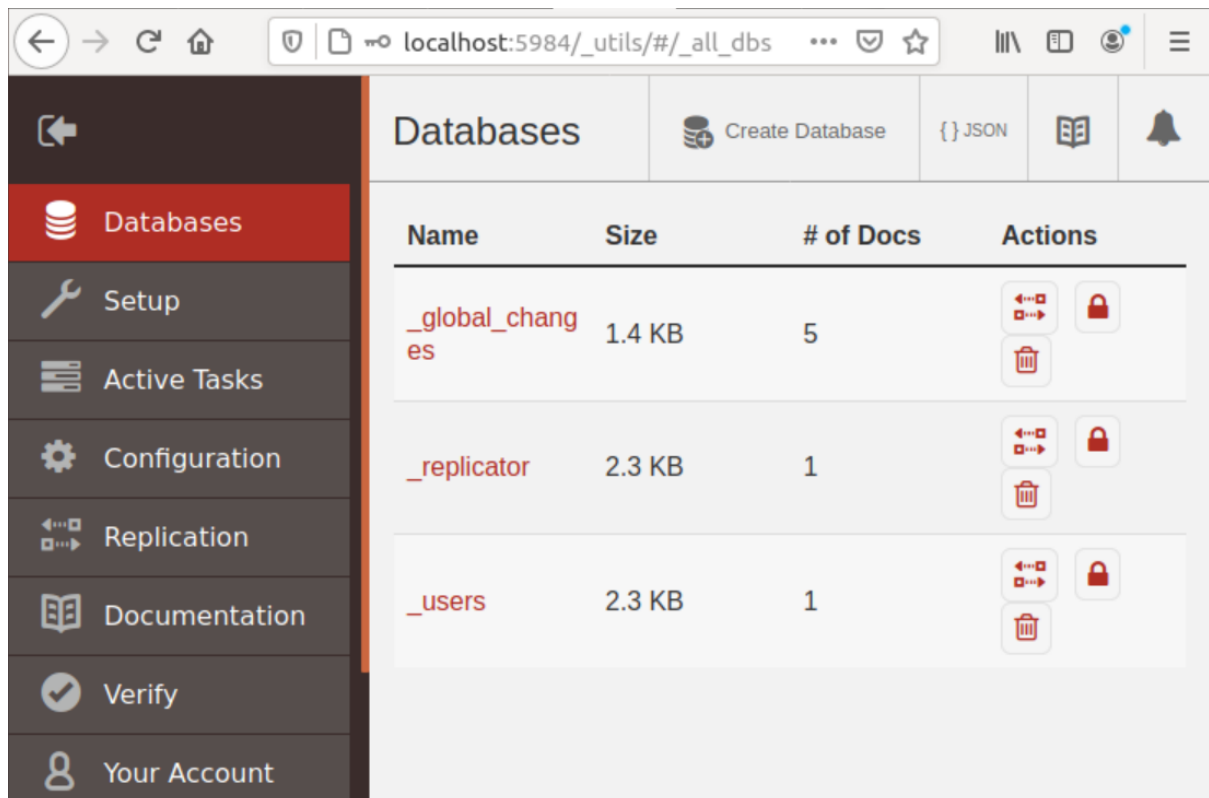 localhost:5984/_utils/#/_all_dbs
Databases
Create Database
{ } JSON
Databases
Setup
Active Tasks
Configuration
Replication
Documentation
Verify
Your Account
Name Size # of Docs Actions
_global_chang
es
1.4 KB 5
_replicator 2.3 KB 1
_users 2.3 KB 1